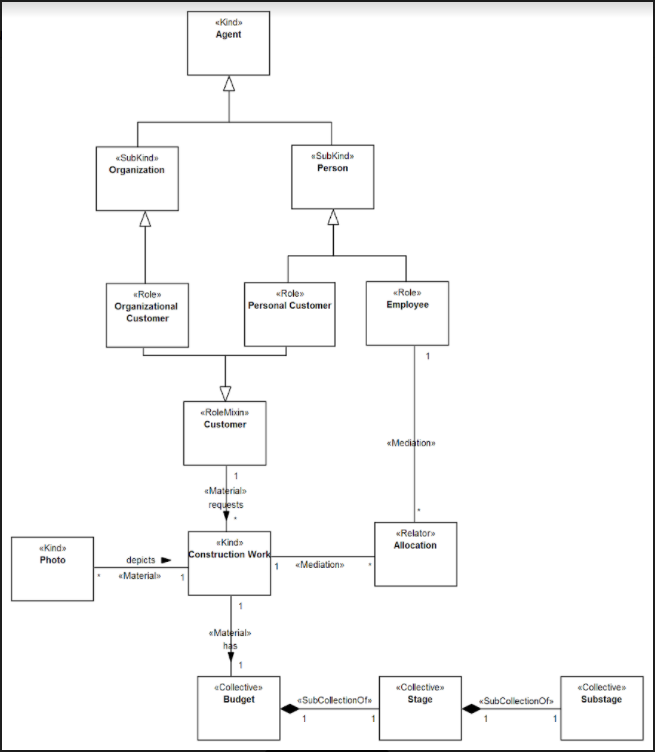 «Kind»
Agent
«SubKind»
Organization
«SubKind»
Person
«Role»
Organizational
Customer
«Role»
Personal Customer
«Role»
Employee
1
«RoleMixin»
Customer
«Mediation»
1
«Material»
requests
*
*
«Kind»
Photo
depicts
* «Material» 1
«Kind»
Construction Work
1 «Mediation» *
«Relator»
Allocation
1
«Material»
has
1
«Collective»
Budget
«SubCollectionOf»
1 1
«Collective»
Stage
«SubCollectionOf»
1 1
«Collective»
Substage